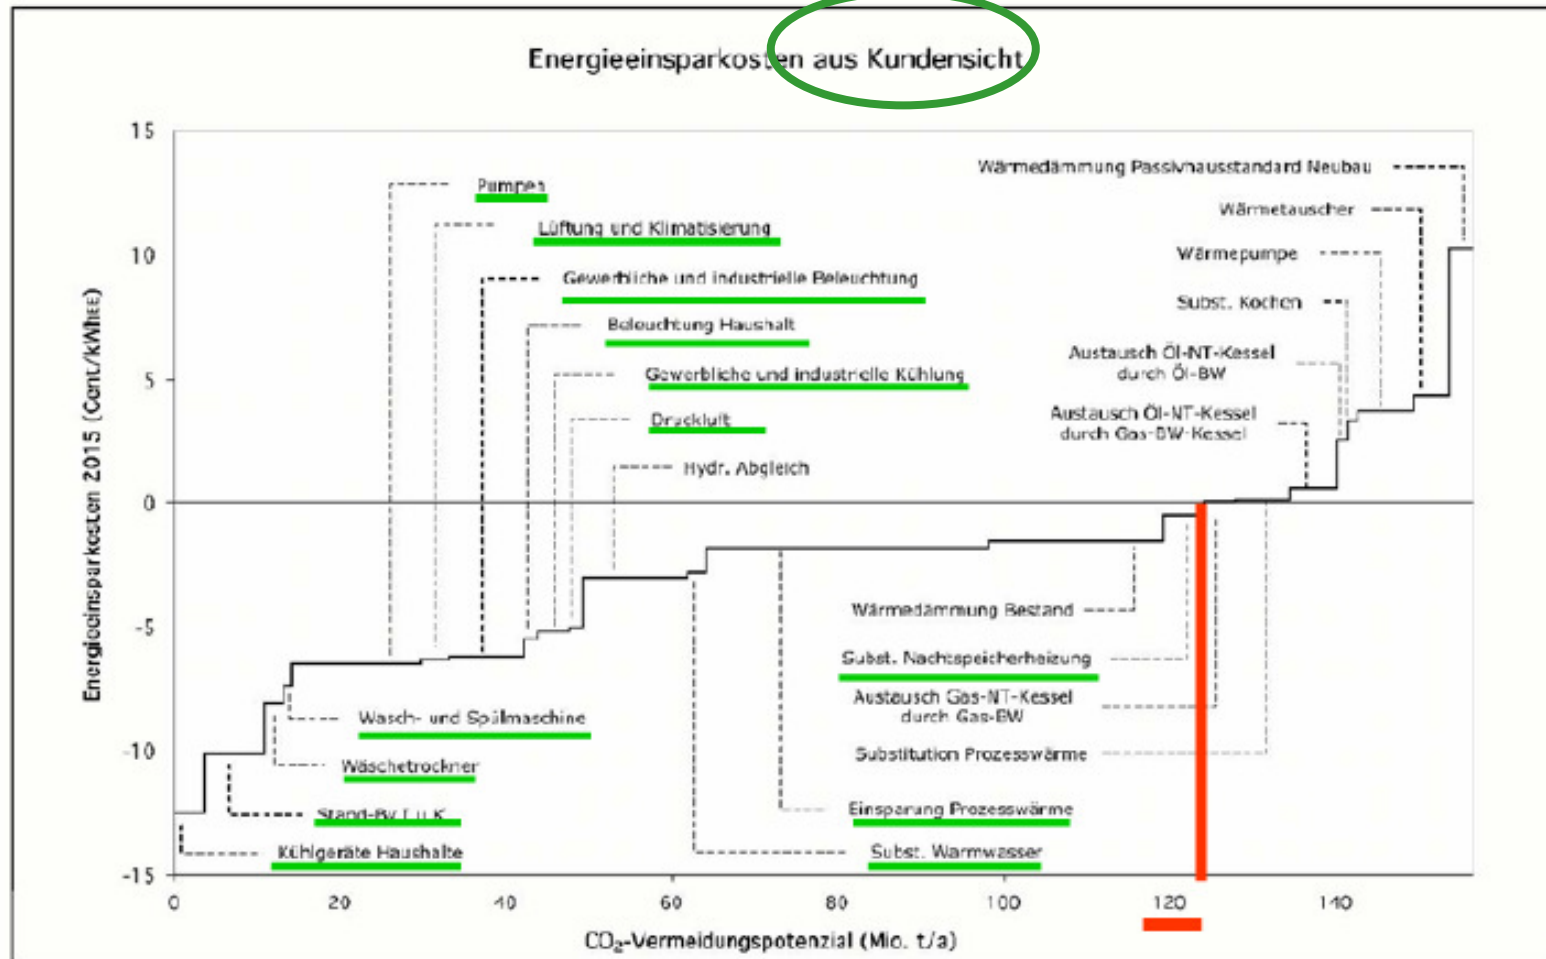 Energieeinsparkosten aus Kundensicht
Energieeinsparkosten 2015 (Cent/kWhEE)
15
10
5
0
-5
-10
-15
Pumpen
Lüftung und Klimatisierung
Gewerbliche und industrielle Beleuchtung
Beleuchtung Haushalt
Gewerbliche und industrielle Kühlung
Druckluft
Hydr. Abgleich
Wärmedämmung Passivhausstandard Neubau
Wärmetauscher
Wärmepumpe
Subst. Kochen
Austausch Öl-NT-Kessel
durch Öl-BW
Austausch Öl-NT-Kessel
durch Gas-BW-Kessel
Wärmedämmung Bestand
Subst. Nachtspeicherheizung
Austausch Gas-NT-Kessel
durch Gas-BW
Substitution Prozesswärme
Einsparung Prozesswärme
Subst. Warmwasser
Wasch- und Spülmaschine
Wäschetrockner
Stand-By I.u.K.
Kühlgeräte Haushalte
0 20 40 60 80 100 120 140
CO₂-Vermeidungspotenzial (Mio. t/a)